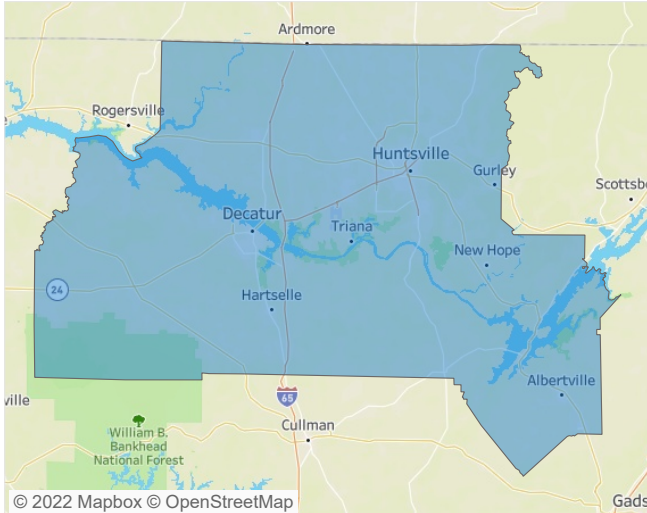 Ardmore
Rogersville
Huntsville
Gurley
Scottsb
Decatur
Triana
New Hope
24
Hartselle
Albertville
ville
65
Cullman
William B.
Bankhead
National Forest
Gads
© 2022 Mapbox © OpenStreetMap